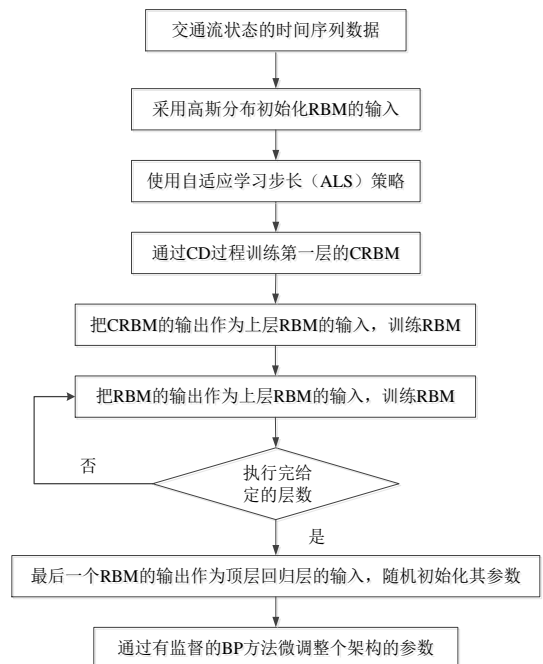 交通流状态的时间序列数据
采用高斯分布初始化RBM的输入
使用自适应学习步长（ALS）策略
通过CD过程训练第一层的CRBM
把CRBM的输出作为上层RBM的输入，训练RBM
把RBM的输出作为上层RBM的输入，训练RBM
否
执行完给
定的层数
是
最后一个RBM的输出作为顶层回归层的输入，随机初始化其参数
通过有监督的BP方法微调整个架构的参数